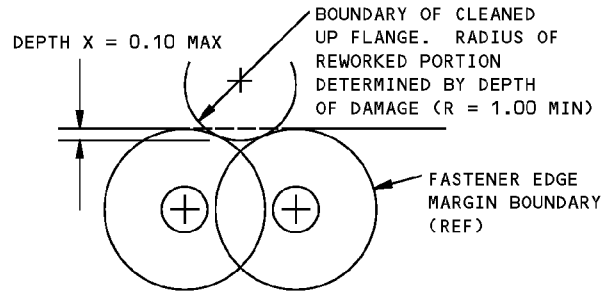 DEPTH X = 0.10 MAX
BOUNDARY OF CLEANED
UP FLANGE. RADIUS OF
REWORKED PORTION
DETERMINED BY DEPTH
OF DAMAGE (R = 1.00 MIN)
FASTENER EDGE
MARGIN BOUNDARY
(REF)